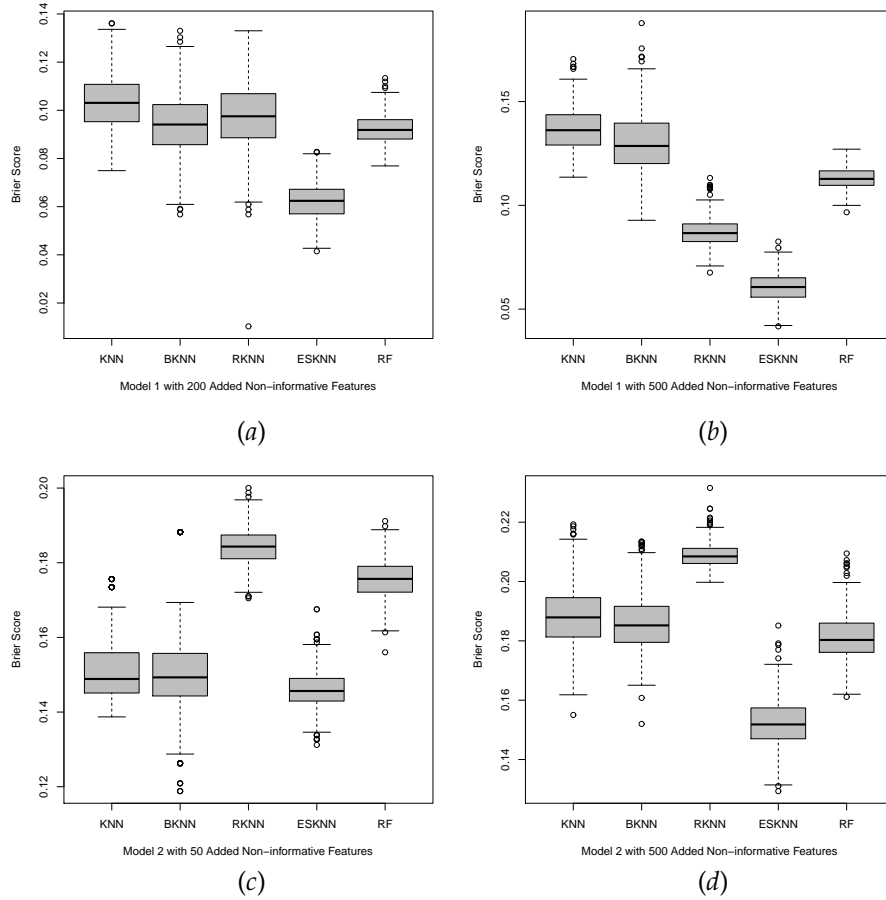 Brier Score
0.14
0.12
0.10
0.08
0.06
0.04
0.02
KNN BKNN RKNN ESKNN RF
Model 1 with 200 Added Non−informative Features
(a)
Brier Score
0.15
0.10
0.05
KNN BKNN RKNN ESKNN RF
Model 1 with 500 Added Non−informative Features
(b)
Brier Score
0.20
0.18
0.16
0.14
0.12
KNN BKNN RKNN ESKNN RF
Model 2 with 50 Added Non−informative Features
(c)
Brier Score
0.22
0.20
0.18
0.16
0.14
KNN BKNN RKNN ESKNN RF
Model 2 with 500 Added Non−informative Features
(d)